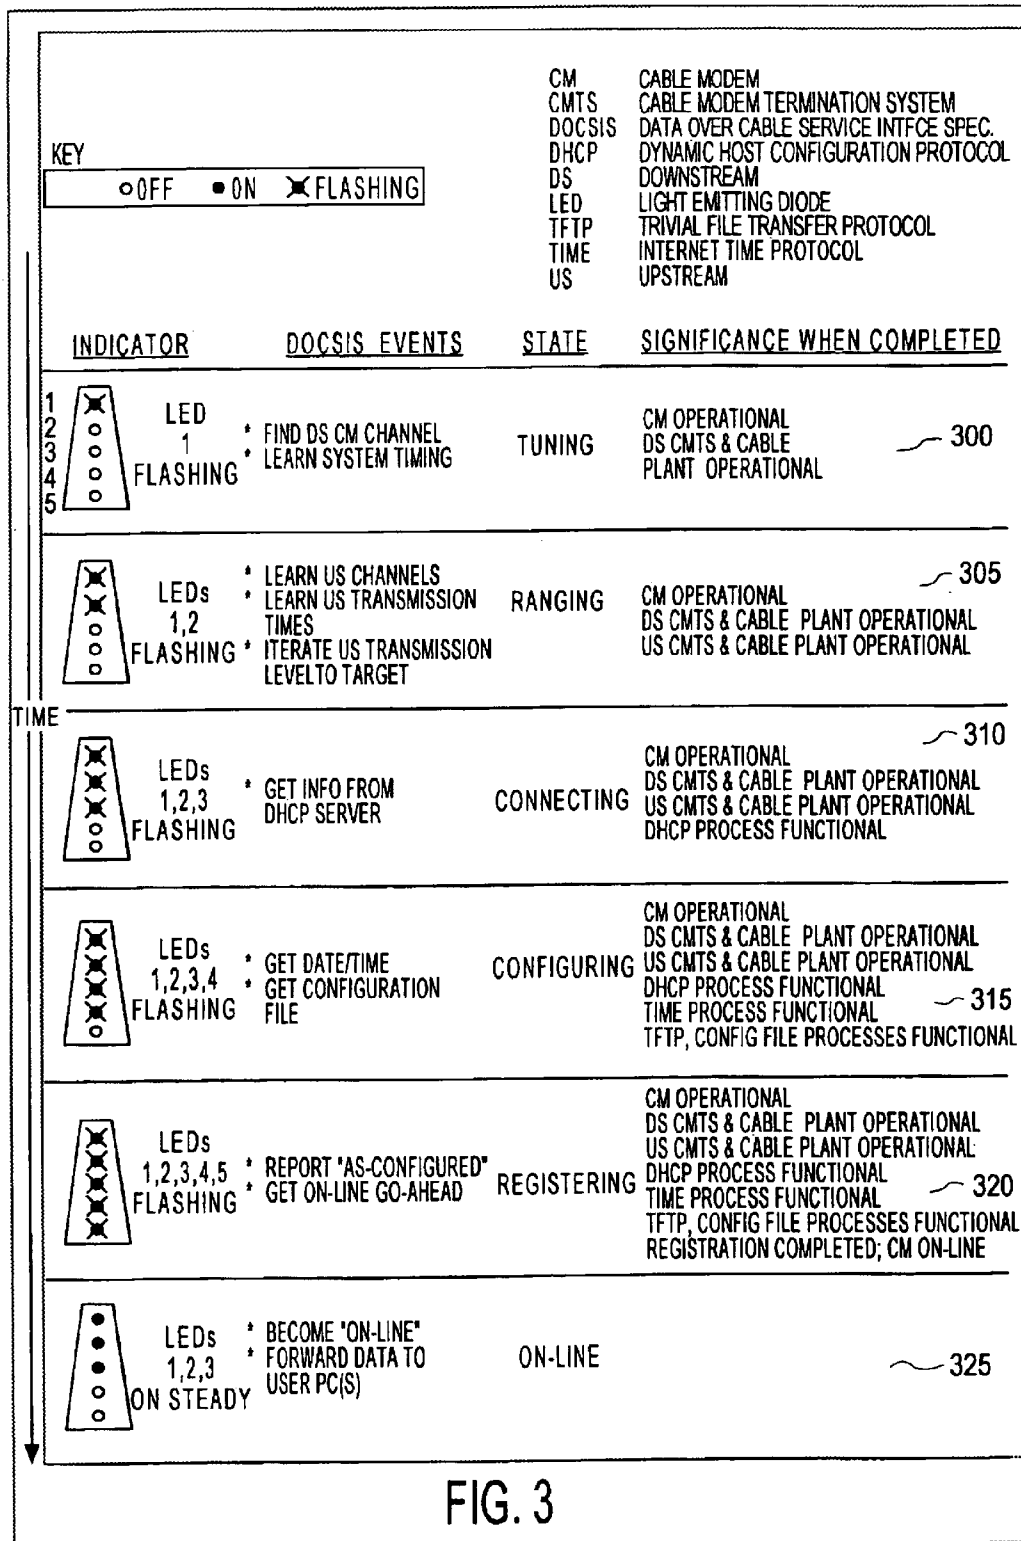 CM CABLE MODEM
CMTS CABLE MODEM TERMINATION SYSTEM
DOCSIS DATA OVER CABLE SERVICE INTFCE SPEC.
DHCP DYNAMIC HOST CONFIGURATION PROTOCOL
DS DOWNSTREAM
LED LIGHT EMITTING DIODE
TFTP TRIVIAL FILE TRANSFER PROTOCOL
TIME INTERNET TIME PROTOCOL
US UPSTREAM
KEY
OFF ON FLASHING
INDICATOR DOCSIS EVENTS STATE SIGNIFICANCE WHEN COMPLETED
1
2
3
4
5
LED
1
FLASHING
* FIND DS CM CHANNEL
* LEARN SYSTEM TIMING
TUNING
CM OPERATIONAL
DS CMTS & CABLE
PLANT OPERATIONAL
300
LEDs
1,2
FLASHING
* LEARN US CHANNELS
* LEARN US TRANSMISSION
TIMES
* ITERATE US TRANSMISSION
LEVELTO TARGET
RANGING
CM OPERATIONAL
DS CMTS & CABLE PLANT OPERATIONAL
US CMTS & CABLE PLANT OPERATIONAL
305
TIME
LEDs
1,2,3
FLASHING
* GET INFO FROM
DHCP SERVER
CONNECTING
CM OPERATIONAL
DS CMTS & CABLE PLANT OPERATIONAL
US CMTS & CABLE PLANT OPERATIONAL
DHCP PROCESS FUNCTIONAL
310
LEDs
1,2,3,4
FLASHING
* GET DATE/TIME
* GET CONFIGURATION
FILE
CONFIGURING
CM OPERATIONAL
DS CMTS & CABLE PLANT OPERATIONAL
US CMTS & CABLE PLANT OPERATIONAL
DHCP PROCESS FUNCTIONAL
TIME PROCESS FUNCTIONAL
TFTP, CONFIG FILE PROCESSES FUNCTIONAL
315
LEDs
1,2,3,4,5
FLASHING
* REPORT "AS-CONFIGURED"
* GET ON-LINE GO-AHEAD
REGISTERING
CM OPERATIONAL
DS CMTS & CABLE PLANT OPERATIONAL
US CMTS & CABLE PLANT OPERATIONAL
DHCP PROCESS FUNCTIONAL
TIME PROCESS FUNCTIONAL
TFTP, CONFIG FILE PROCESSES FUNCTIONAL
REGISTRATION COMPLETED; CM ON-LINE
320
LEDs
1,2,3
ON STEADY
* BECOME "ON-LINE"
* FORWARD DATA TO
USER PC(S)
ON-LINE
325
FIG. 3